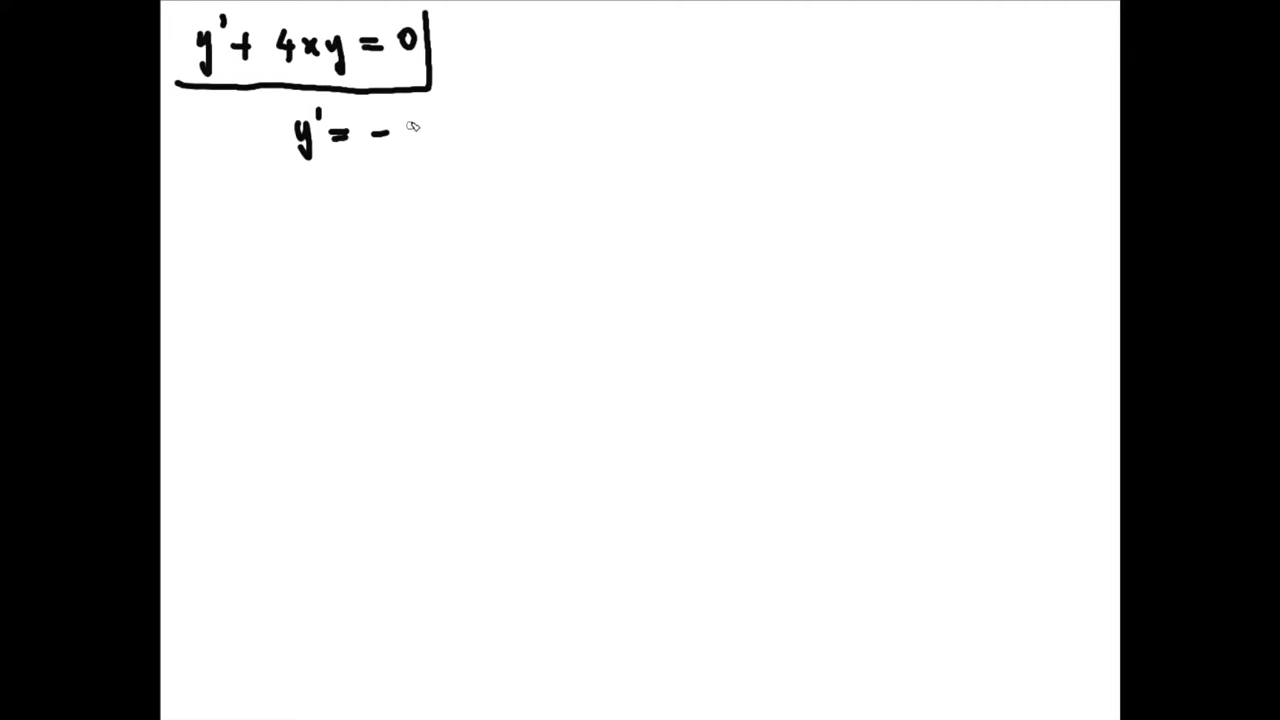 y' + 4xy = 0
y' = -